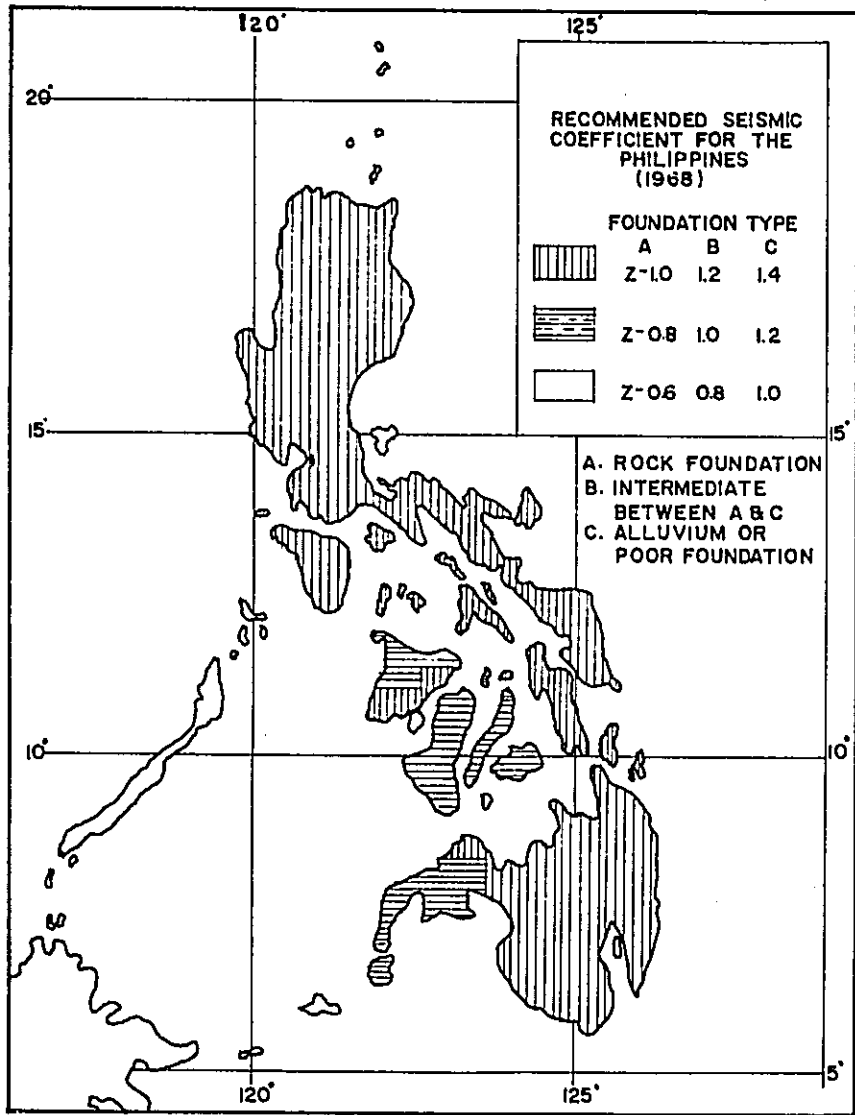 120° 125°
20°
RECOMMENDED SEISMIC
COEFFICIENT FOR THE
PHILIPPINES
(1968)
FOUNDATION TYPE
A B C
Z-1.0 1.2 1.4
Z-0.8 1.0 1.2
Z-0.6 0.8 1.0
15° 15°
A. ROCK FOUNDATION
B. INTERMEDIATE
BETWEEN A & C
C. ALLUVIUM OR
POOR FOUNDATION
10° 10°
5°
120° 125°